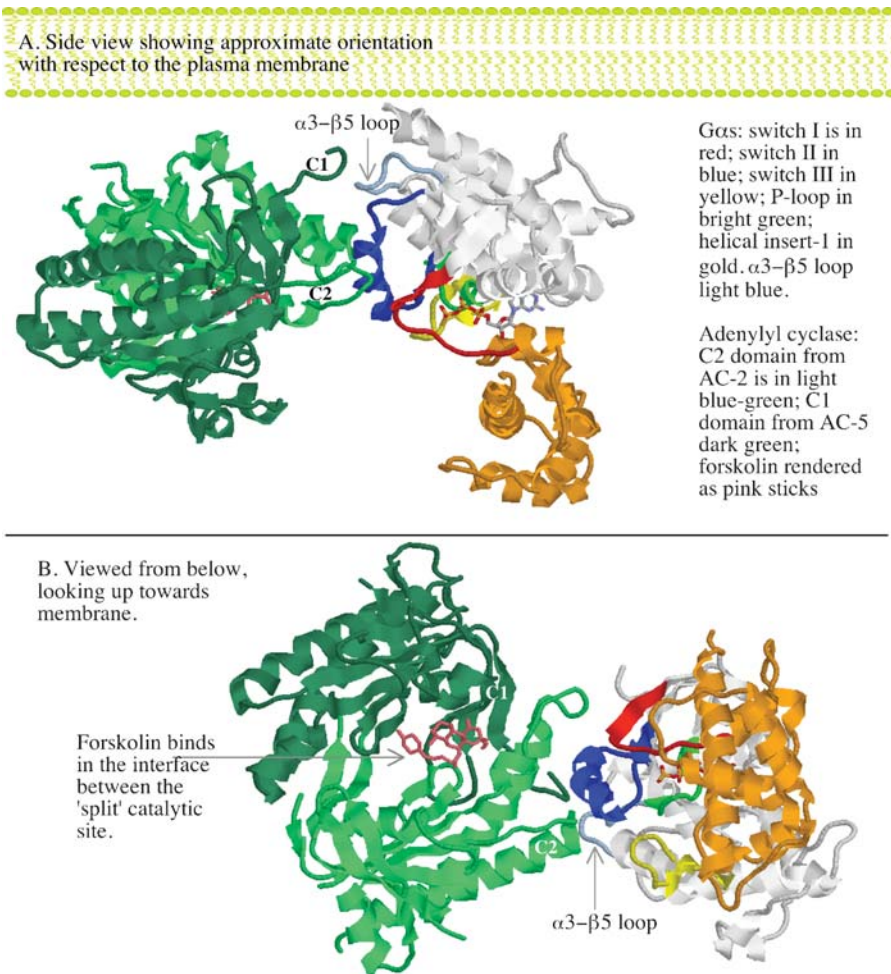 A. Side view showing approximate orientation
with respect to the plasma membrane
α3–β5 loop
C1
C2
Gαs: switch I is in
red; switch II in
blue; switch III in
yellow; P-loop in
bright green;
helical insert-1 in
gold. α3–β5 loop
light blue.
Adenylyl cyclase:
C2 domain from
AC-2 is in light
blue-green; C1
domain from AC-5
dark green;
forskolin rendered
as pink sticks
B. Viewed from below,
looking up towards
membrane.
C1
Forskolin binds
in the interface
between the
'split' catalytic
site.
C2
α3–β5 loop